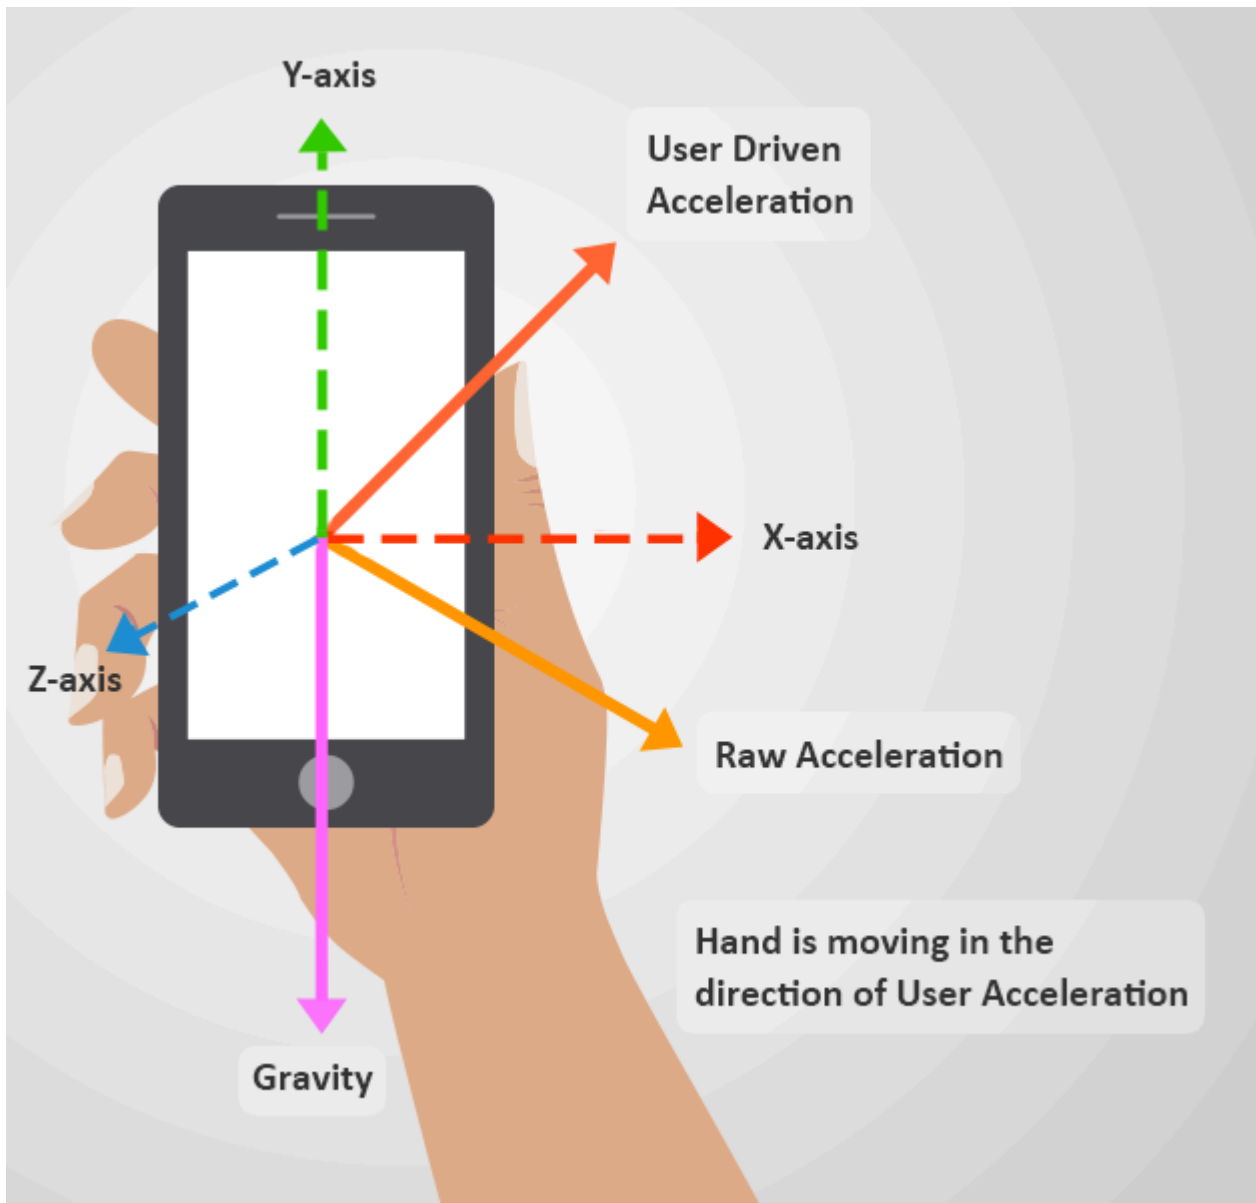 Y-axis
User Driven
Acceleration
X-axis
Z-axis
Raw Acceleration
Hand is moving in the
direction of User Acceleration
Gravity